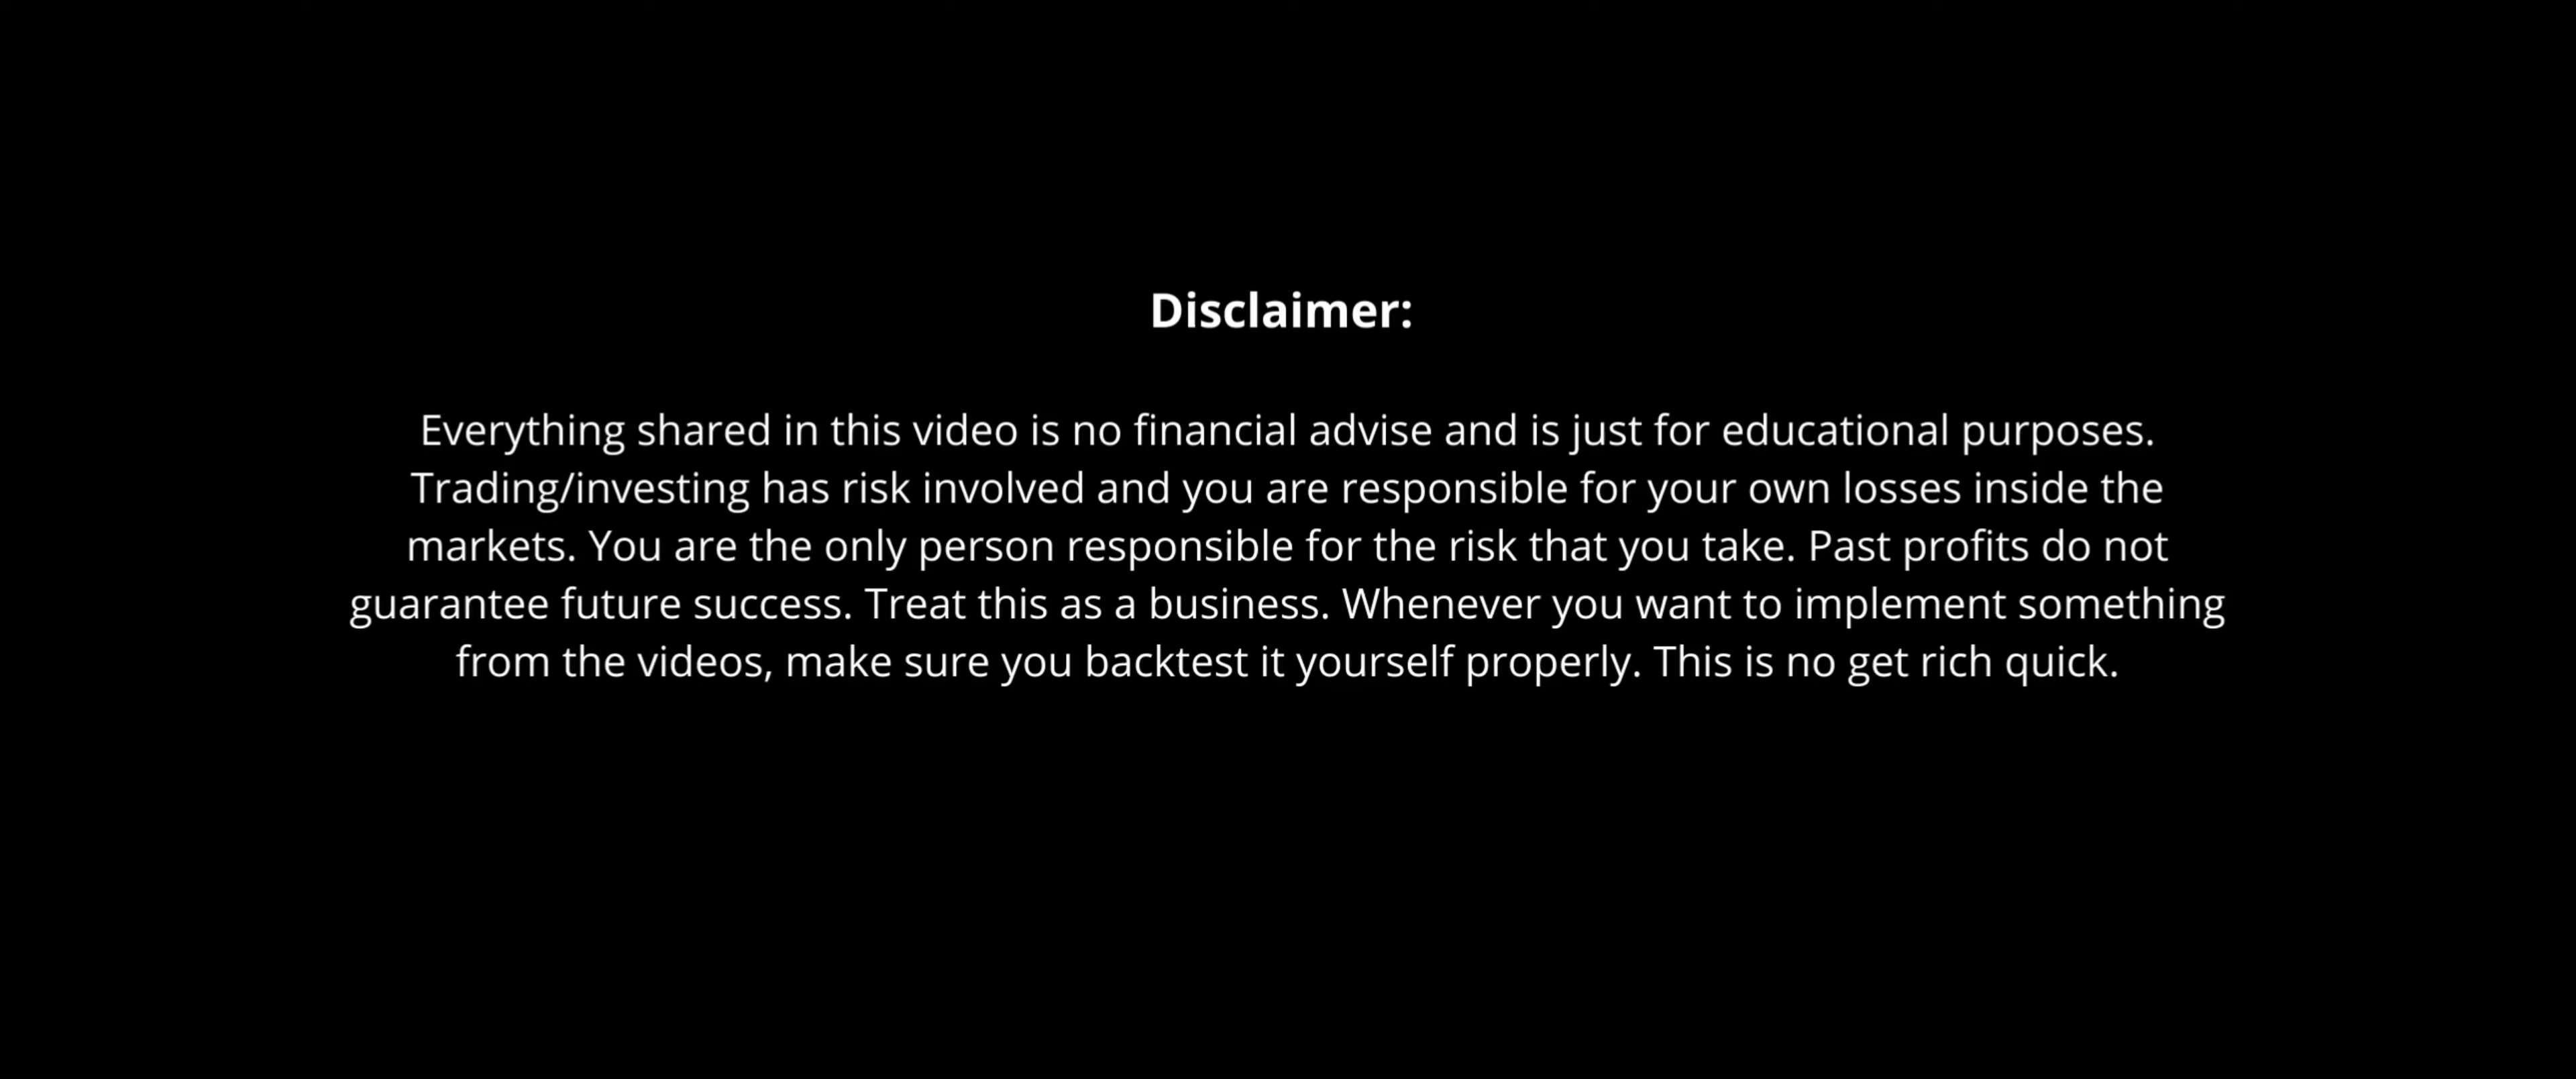 Disclaimer:
Everything shared in this video is no financial advise and is just for educational purposes.
Trading/investing has risk involved and you are responsible for your own losses inside the
markets. You are the only person responsible for the risk that you take. Past profits do not
guarantee future success. Treat this as a business. Whenever you want to implement something
from the videos, make sure you backtest it yourself properly. This is no get rich quick.